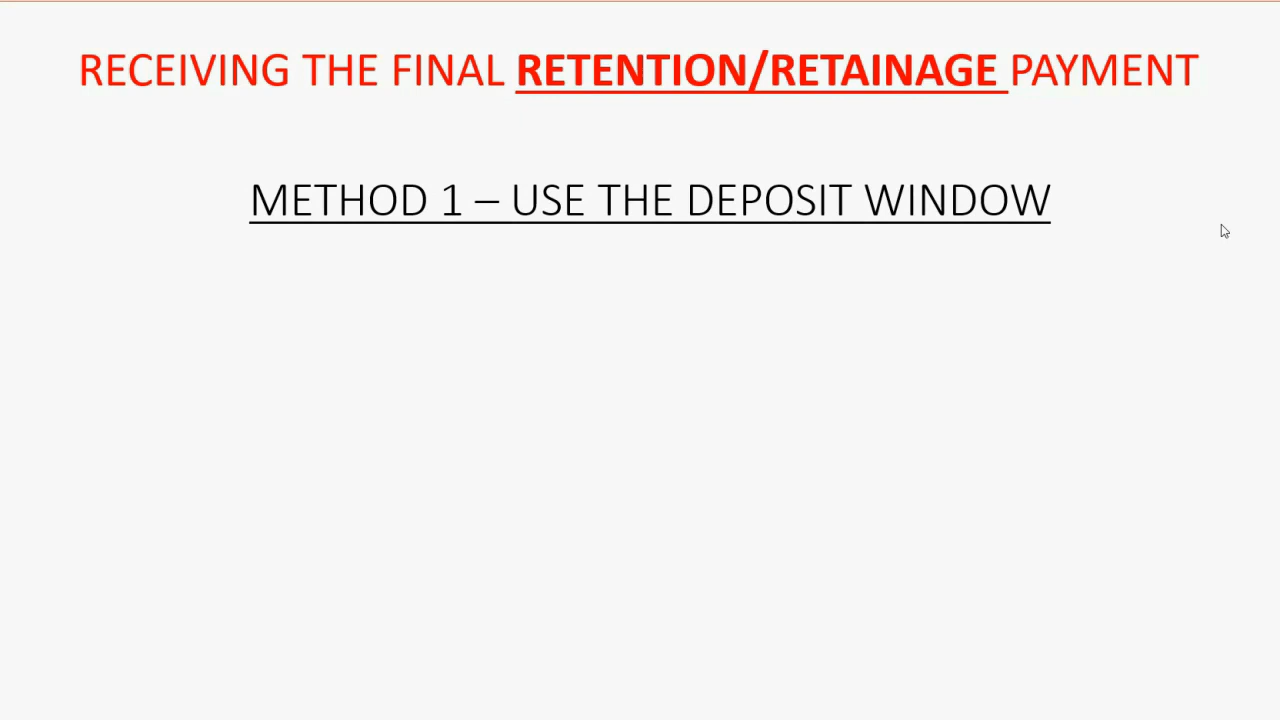 RECEIVING THE FINAL RETENTION/RETAINAGE PAYMENT
METHOD 1 – USE THE DEPOSIT WINDOW